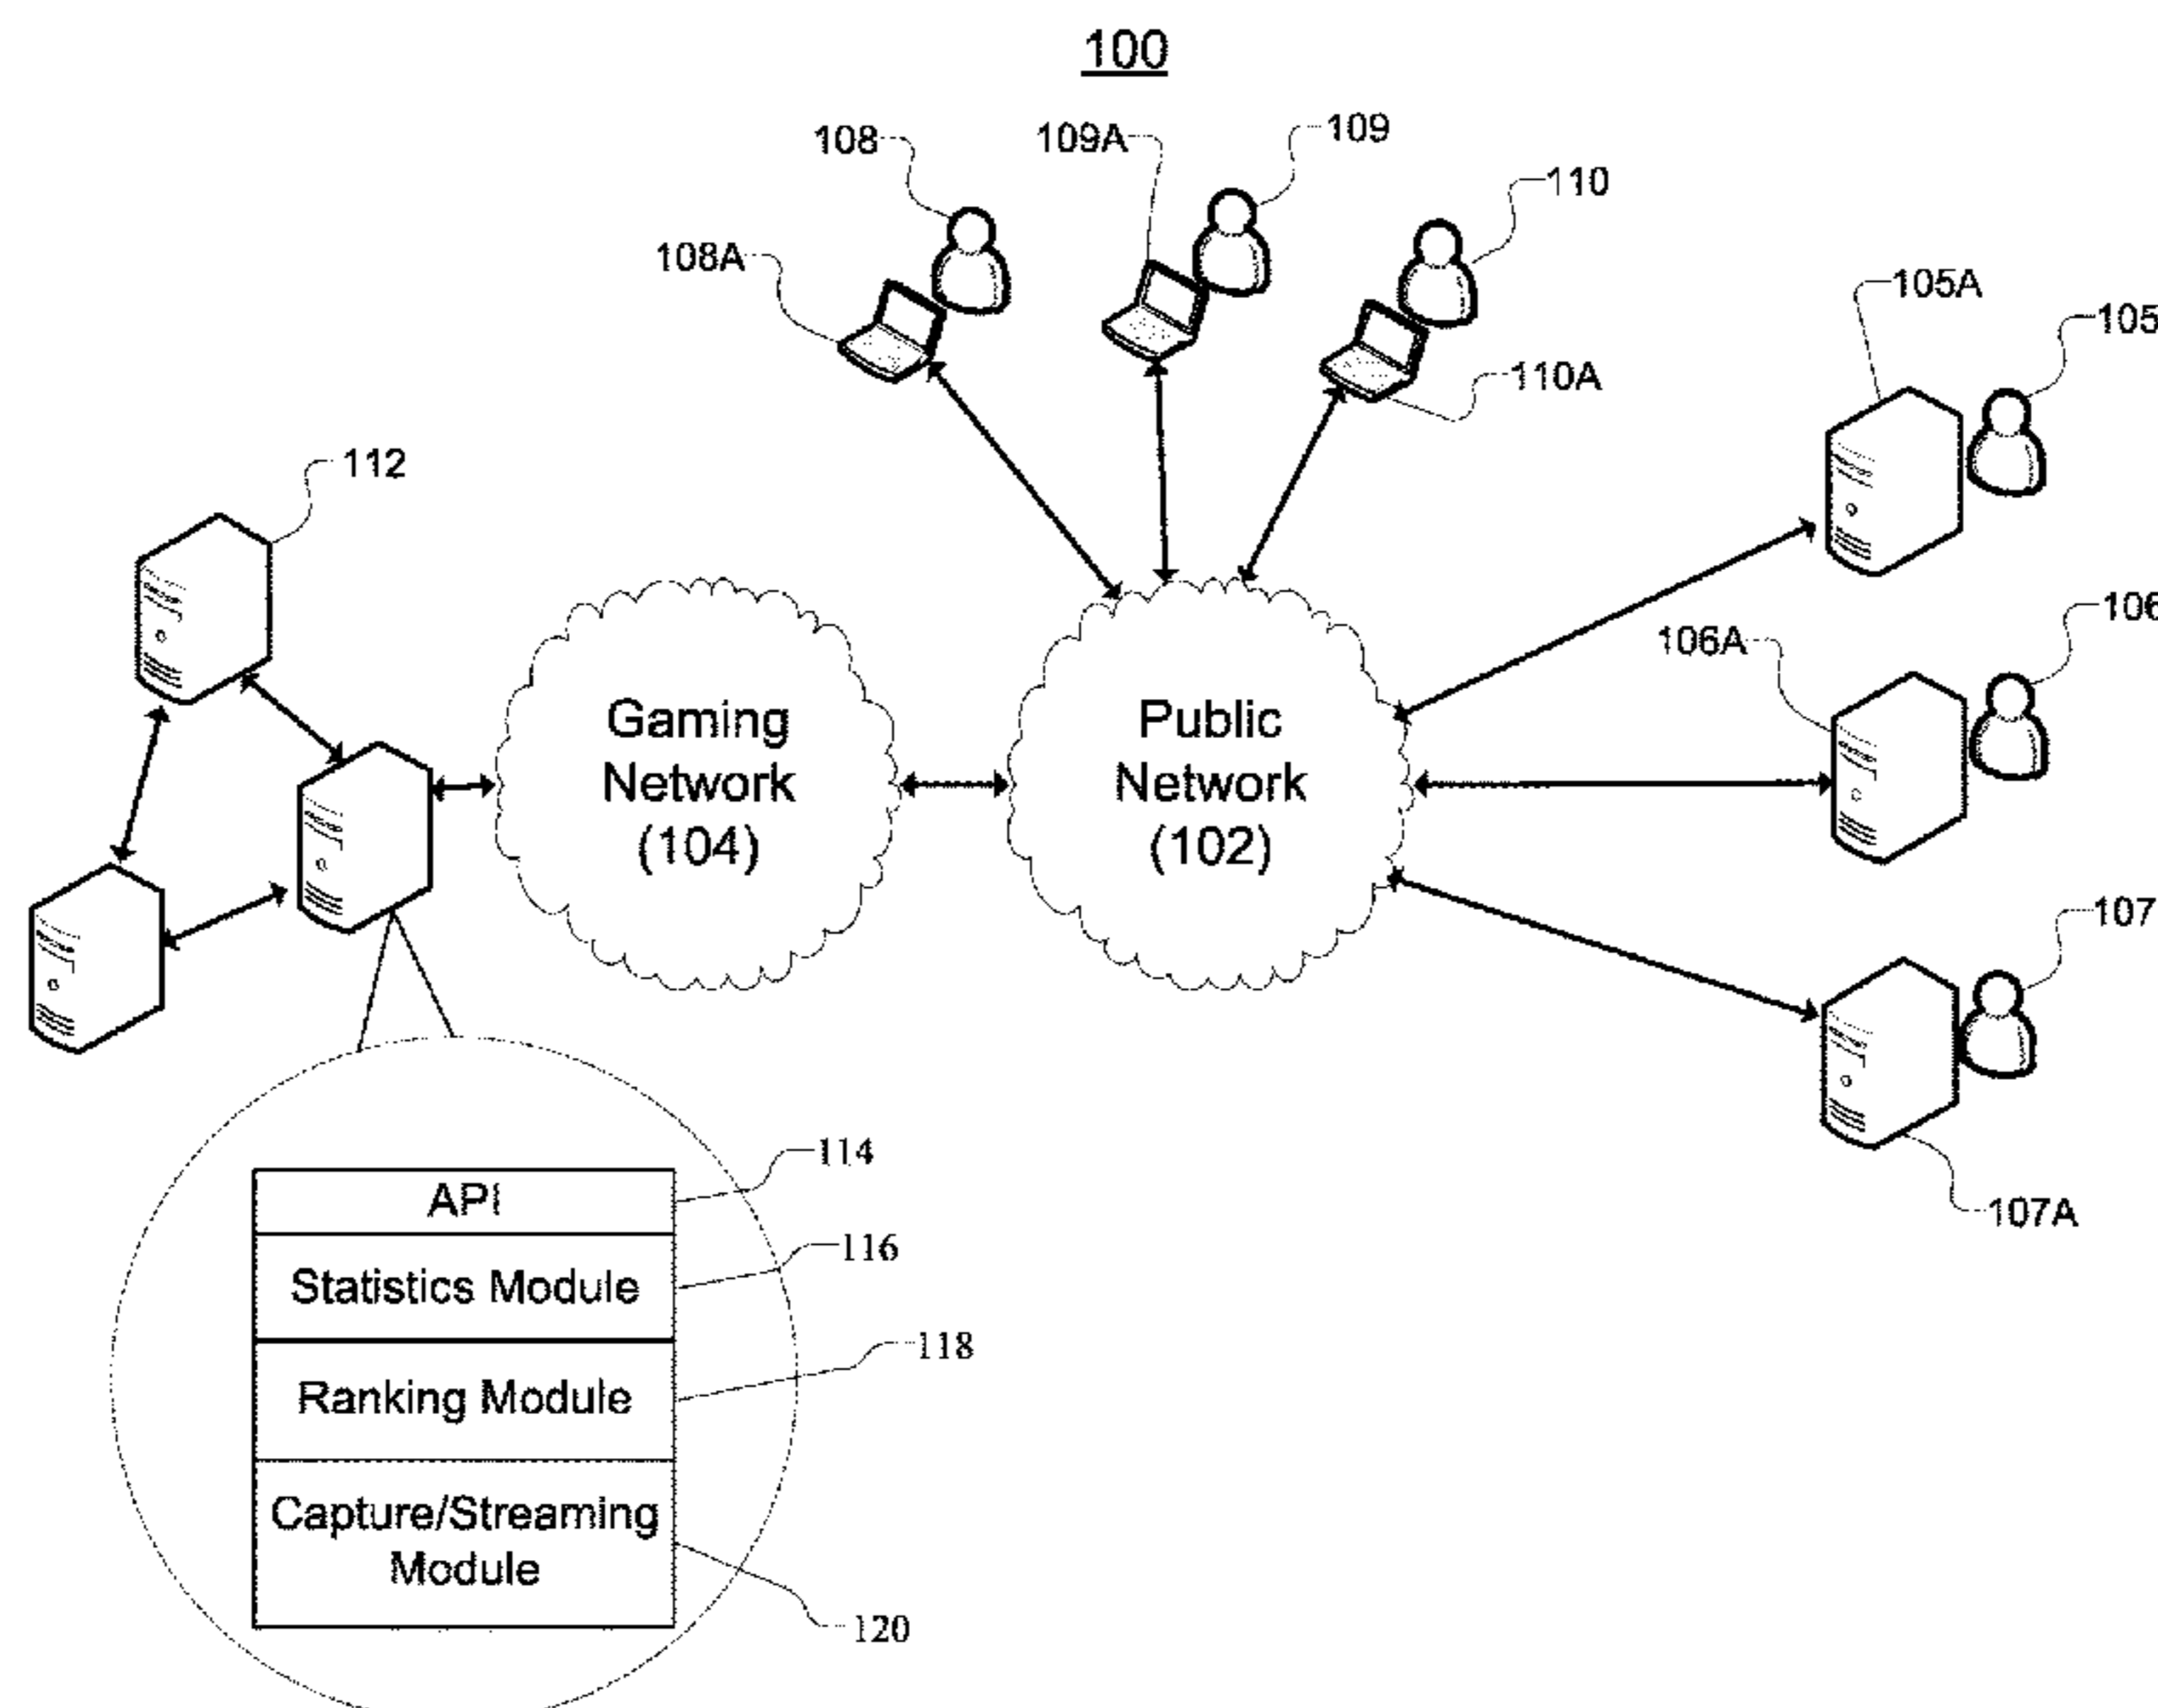 100
108
109A
109
110
108A
105A
105
110A
112
106
106A
Gaming
Network
(104)
Public
Network
(102)
107
107A
114
API
116
Statistics Module
118
Ranking Module
Capture/Streaming
Module
120